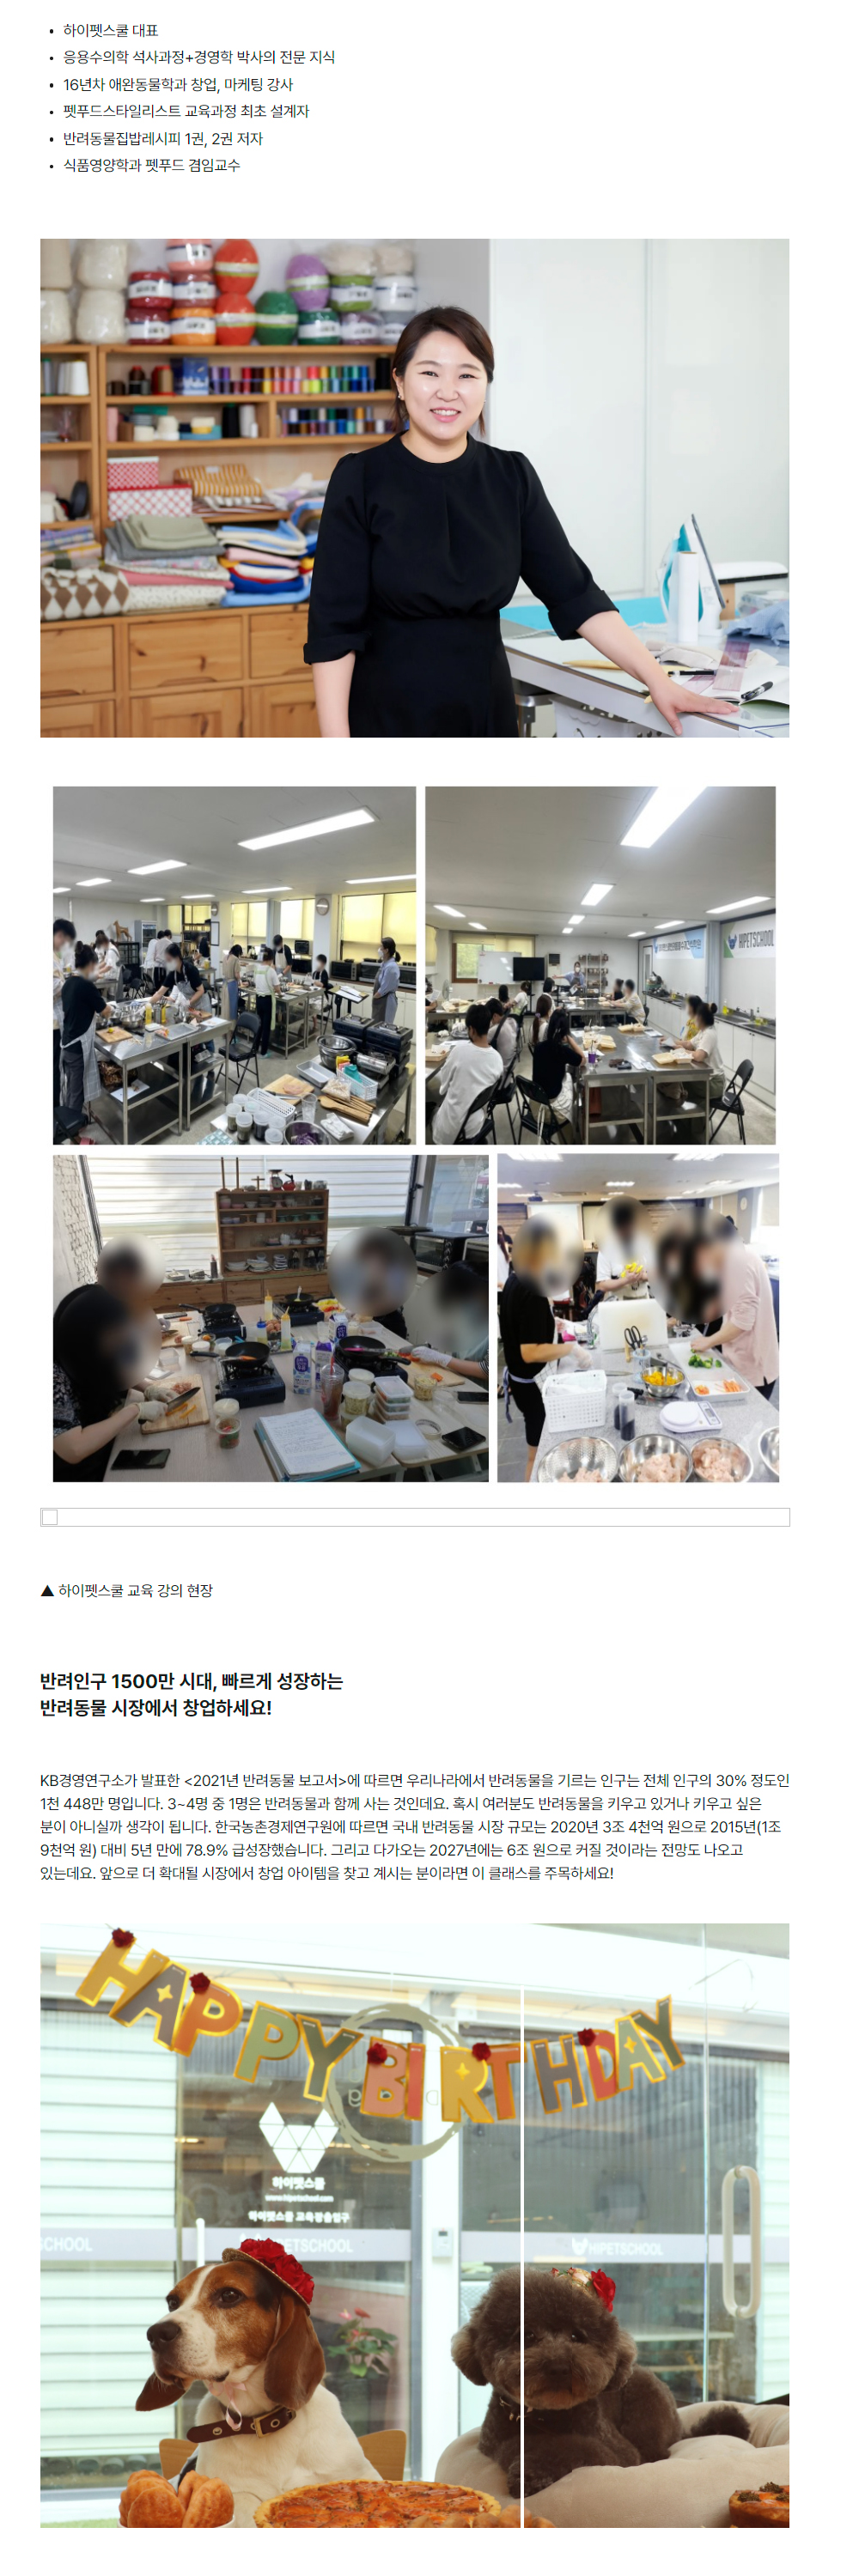 하이펫스쿨 대표
응용수의학 석사과정+경영학 박사의 전문 지식
16년차 애완동물학과 창업, 마케팅 강사
펫푸드스타일리스트 교육과정 최초 설계자
반려동물집밥레시피 1권, 2권 저자
식품영양학과 펫푸드 겸임교수
HIPETSCHOOL
▲ 하이펫스쿨 교육 강의 현장
반려인구 1500만 시대, 빠르게 성장하는
반려동물 시장에서 창업하세요!
KB경영연구소가 발표한 <2021년 반려동물 보고서>에 따르면 우리나라에서 반려동물을 기르는 인구는 전체 인구의 30% 정도인
1천 448만 명입니다. 3~4명 중 1명은 반려동물과 함께 사는 것인데요. 혹시 여러분도 반려동물을 키우고 있거나 키우고 싶은
분이 아니실까 생각이 됩니다. 한국농촌경제연구원에 따르면 국내 반려동물 시장 규모는 2020년 3조 4천억 원으로 2015년(1조
9천억 원) 대비 5년 만에 78.9% 급성장했습니다. 그리고 다가오는 2027년에는 6조 원으로 커질 것이라는 전망도 나오고
있는데요. 앞으로 더 확대될 시장에서 창업 아이템을 찾고 계시는 분이라면 이 클래스를 주목하세요!
HAPPY BIRTHDAY
하이펫스쿨
www.hipetschool.com
하이펫스쿨 교육장출입구
SCHOOL
HIPETSCHOOL
HIPETSCHOOL